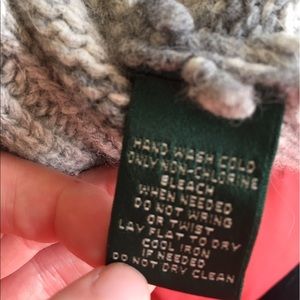 HAND WASH COLD
ONLY NON-CHLORINE
BLEACH
WHEN NEEDED
DO NOT WRING
OR TWIST
LAY FLAT TO DRY
COOL IRON
IF NEEDED
DO NOT DRY CLEAN